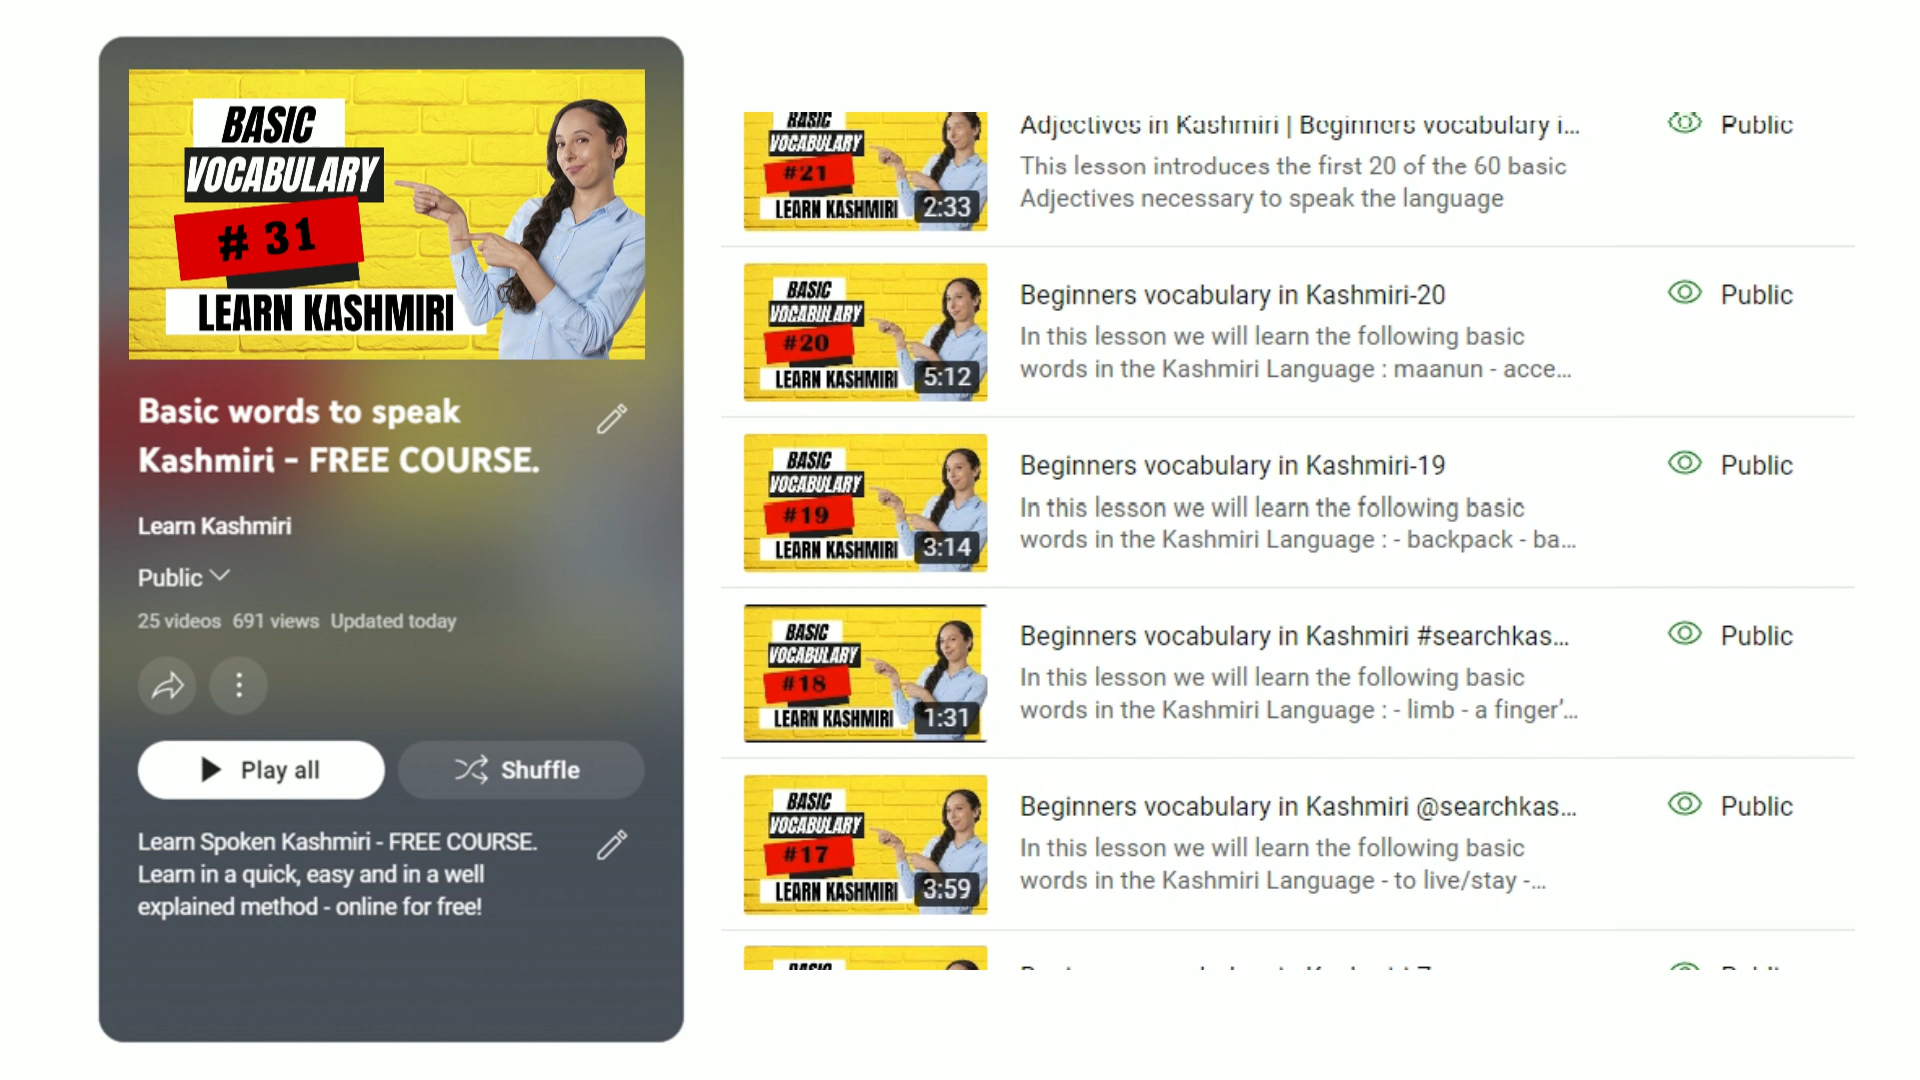 BASIC
VOCABULARY
# 31
LEARN KASHMIRI
Basic words to speak
Kashmiri - FREE COURSE.
Learn Kashmiri
Public
25 videos 691 views Updated today
Play all
Shuffle
Learn Spoken Kashmiri - FREE COURSE.
Learn in a quick, easy and in a well
explained method - online for free!
BASIC
VOCABULARY
#21
LEARN KASHMIRI
2:33
Adjectives in Kashmiri | Beginners vocabulary i...
This lesson introduces the first 20 of the 60 basic
Adjectives necessary to speak the language
Public
BASIC
VOCABULARY
#20
LEARN KASHMIRI
5:12
Beginners vocabulary in Kashmiri-20
In this lesson we will learn the following basic
words in the Kashmiri Language : maanun - acce...
Public
BASIC
VOCABULARY
#19
LEARN KASHMIRI
3:14
Beginners vocabulary in Kashmiri-19
In this lesson we will learn the following basic
words in the Kashmiri Language : - backpack - ba...
Public
BASIC
VOCABULARY
#18
LEARN KASHMIRI
1:31
Beginners vocabulary in Kashmiri #searchkas...
In this lesson we will learn the following basic
words in the Kashmiri Language : - limb - a finger'...
Public
BASIC
VOCABULARY
#17
LEARN KASHMIRI
3:59
Beginners vocabulary in Kashmiri @searchkas...
In this lesson we will learn the following basic
words in the Kashmiri Language - to live/stay -...
Public